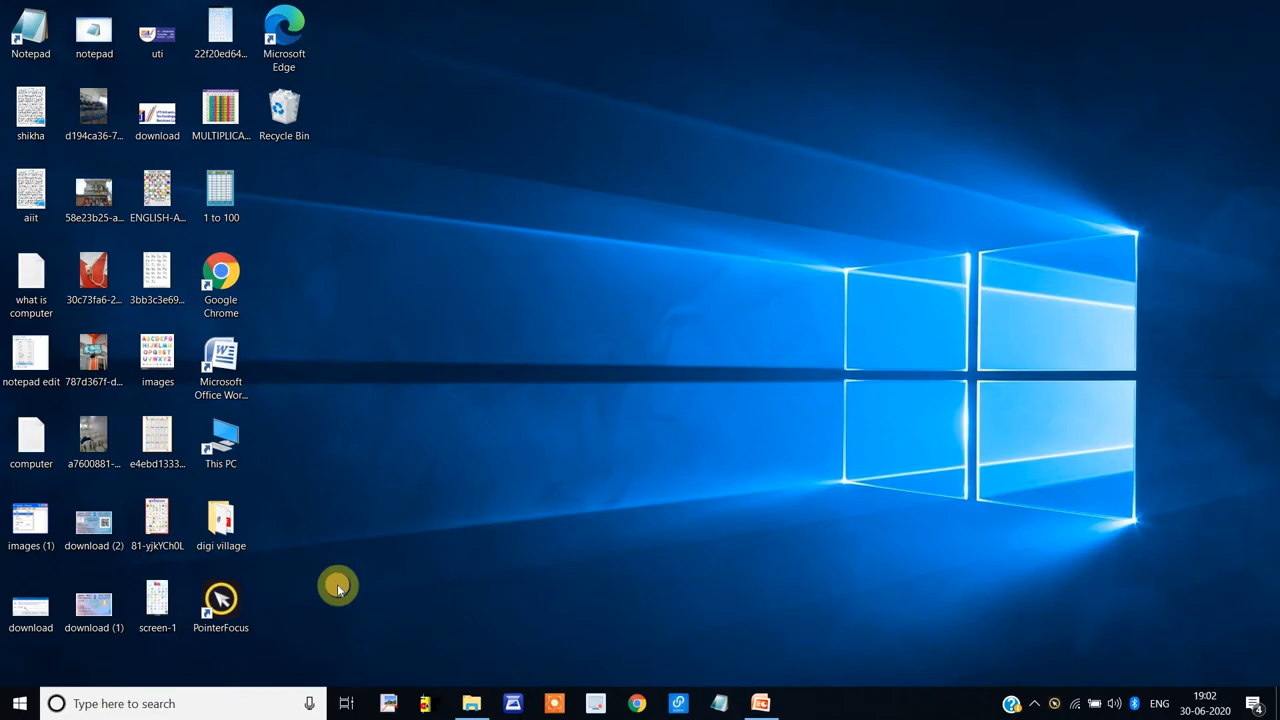 Notepad
notepad
uti
22f20ed64...
Microsoft
Edge
shikha
d194ca36-7...
download
MULTIPLICA...
Recycle Bin
aiit
58e23b25-a...
ENGLISH-A...
1 to 100
what is
computer
30c73fa6-2...
3bb3c3e69...
Google
Chrome
notepad edit
787d367f-d...
images
Microsoft
Office Wor...
computer
a7600881-...
e4ebd1333...
This PC
images (1)
download (2)
81-yjkYCh0L
digi village
download
download (1)
screen-1
PointerFocus
Type here to search
ENG
19:02
30-06-2020
4